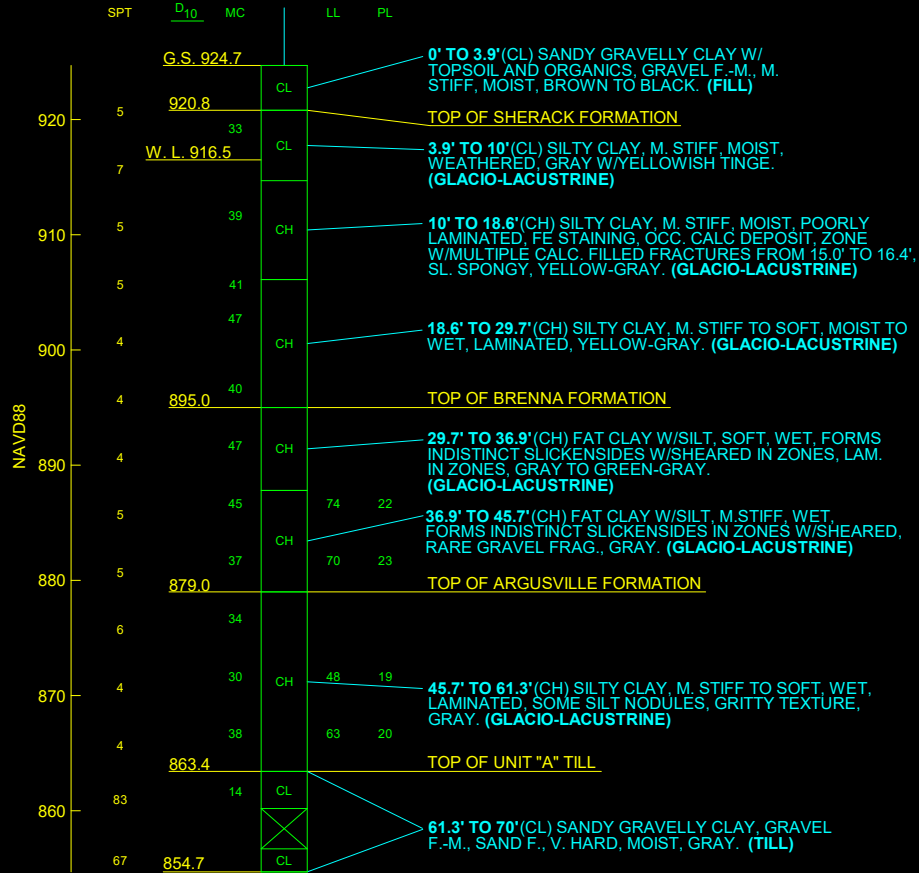 SPT D10 MC LL PL
G.S. 924.7
0' TO 3.9'(CL) SANDY GRAVELLY CLAY W/
TOPSOIL AND ORGANICS, GRAVEL F.-M., M.
STIFF, MOIST, BROWN TO BLACK. (FILL)
CL
920
5
920.8
TOP OF SHERACK FORMATION
33
CL
3.9' TO 10'(CL) SILTY CLAY, M. STIFF, MOIST,
WEATHERED, GRAY W/YELLOWISH TINGE.
(GLACIO-LACUSTRINE)
W. L. 916.5
7
39
10' TO 18.6'(CH) SILTY CLAY, M. STIFF, MOIST, POORLY
LAMINATED, FE STAINING, OCC. CALC DEPOSIT, ZONE
W/MULTIPLE CALC. FILLED FRACTURES FROM 15.0' TO 16.4',
SL. SPONGY, YELLOW-GRAY. (GLACIO-LACUSTRINE)
910
5
CH
5
41
47
18.6' TO 29.7'(CH) SILTY CLAY, M. STIFF TO SOFT, MOIST TO
WET, LAMINATED, YELLOW-GRAY. (GLACIO-LACUSTRINE)
900
4
CH
40
4
895.0
TOP OF BRENNA FORMATION
NAVD88
29.7' TO 36.9'(CH) FAT CLAY W/SILT, SOFT, WET, FORMS
INDISTINCT SLICKENSIDES W/SHEARED IN ZONES, LAM.
IN ZONES, GRAY TO GREEN-GRAY.
(GLACIO-LACUSTRINE)
47
CH
890
4
45
74
22
36.9' TO 45.7'(CH) FAT CLAY W/SILT, M.STIFF, WET,
FORMS INDISTINCT SLICKENSIDES IN ZONES W/SHEARED,
RARE GRAVEL FRAG., GRAY. (GLACIO-LACUSTRINE)
5
CH
37
70
23
880
5
879.0
TOP OF ARGUSVILLE FORMATION
34
6
30
CH
48
19
45.7' TO 61.3'(CH) SILTY CLAY, M. STIFF TO SOFT, WET,
LAMINATED, SOME SILT NODULES, GRITTY TEXTURE,
GRAY. (GLACIO-LACUSTRINE)
870
4
38
63
20
4
863.4
TOP OF UNIT "A" TILL
14
CL
83
860
61.3' TO 70'(CL) SANDY GRAVELLY CLAY, GRAVEL
F.-M., SAND F., V. HARD, MOIST, GRAY. (TILL)
67
854.7
CL